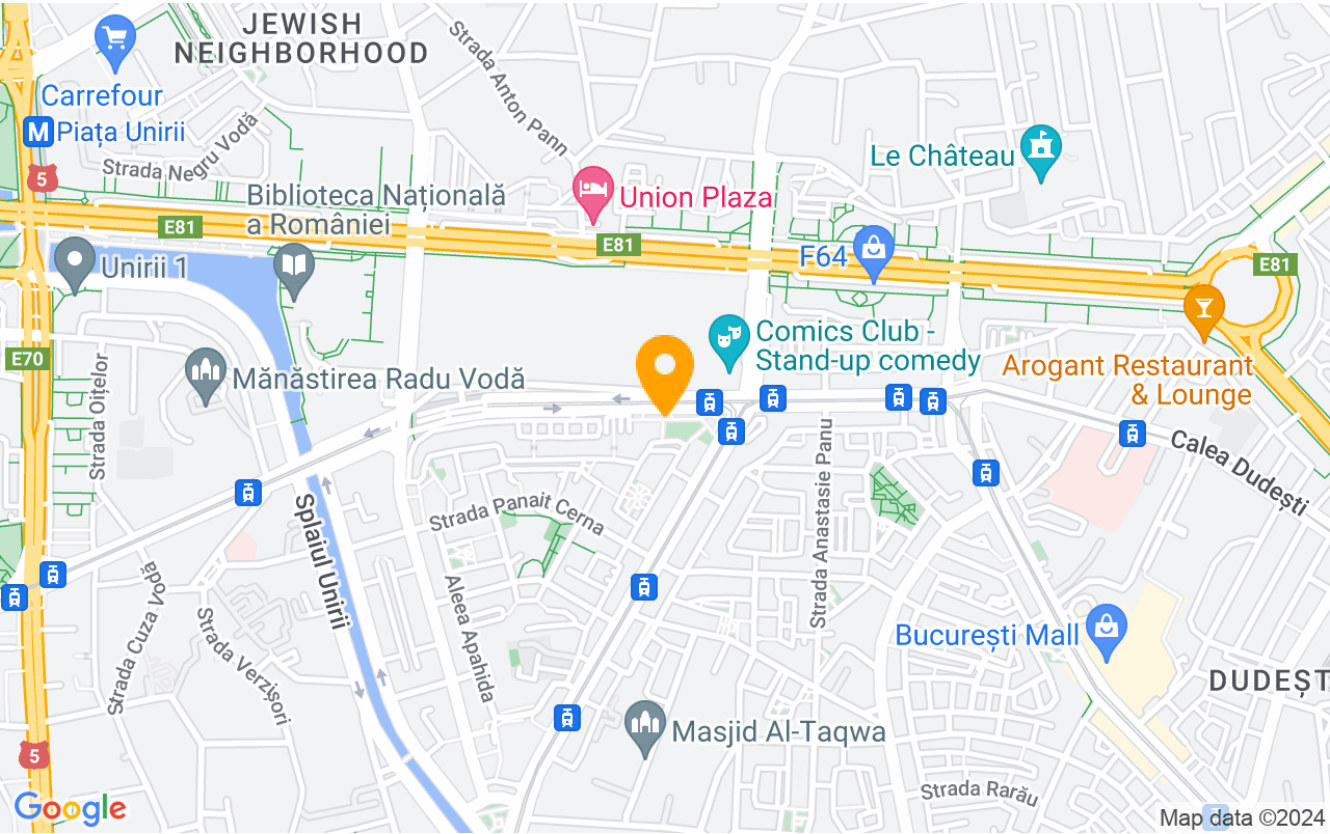 JEWISH
NEIGHBORHOOD
Strada Anton Pann
Carrefour
M Piața Unirii
Strada Negru Vodă
5
Le Château
Biblioteca Națională
a României
Union Plaza
E81
E81
F64
E81
Unirii 1
Comics Club -
Stand-up comedy
E70
Strada Oițelor
Mănăstirea Radu Vodă
Arogant Restaurant
& Lounge
Calea Dudești
Strada Panait Cerna
Strada Anastasie Panu
Splaiul Unirii
Strada Cuza Vodă
Aleea Apahida
Strada Verzișori
București Mall
DUDEȘT
Masjid Al-Taqwa
5
Strada Rarău
Google
Map data ©2024